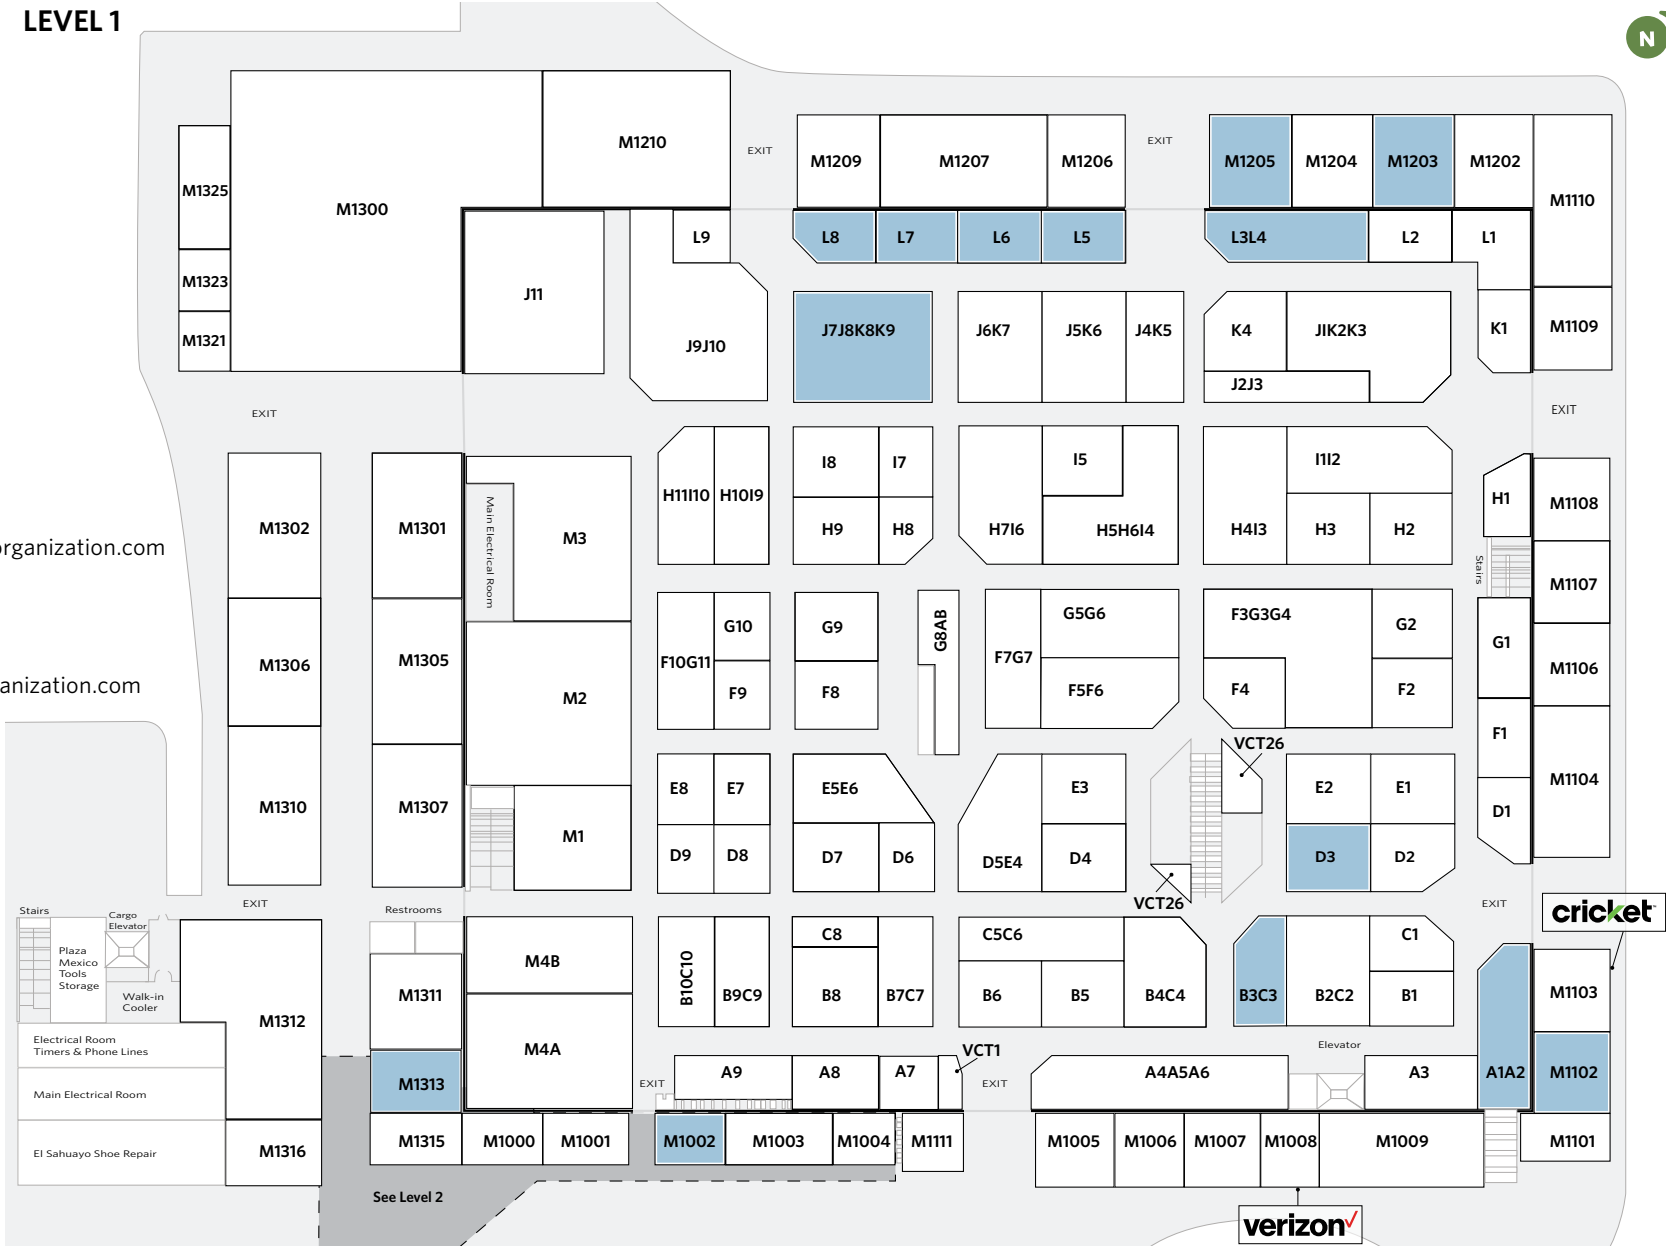 LEVEL 1
N
M1325
M1323
M1321
M1300
M1210
EXIT
M1209
M1207
M1206
EXIT
M1205
M1204
M1203
M1202
M1110
M1109
J11
L9
J9J10
L8
L7
L6
L5
L3L4
L2
L1
J7J8K8K9
J6K7
J5K6
J4K5
K4
JIK2K3
J2J3
K1
EXIT
EXIT
M1302
M1301
Main Electrical Room
M3
H11I10
H10I9
I8
I7
H9
H8
H7I6
I5
H5H6I4
H4I3
I1I2
H3
H2
H1
Stairs
M1108
M1107
rganization.com
anization.com
M1306
M1305
M2
F10G11
G10
F9
G9
F8
G8AB
F7G7
G5G6
F5F6
F3G3G4
F4
G2
F2
G1
F1
M1106
M1104
M1310
M1307
M1
E8
E7
D9
D8
E5E6
D7
D6
D5E4
E3
D4
VCT26
VCT26
E2
E1
D3
D2
D1
EXIT
EXIT
cricket
Stairs
Cargo
Elevator
Plaza
Mexico
Tools
Storage
Walk-in
Cooler
Restrooms
M1312
M1311
M4B
M4A
B10C10
B9C9
C8
B8
B7C7
C5C6
B6
B5
B4C4
B3C3
B2C2
C1
B1
M1103
M1102
Electrical Room
Timers & Phone Lines
Main Electrical Room
El Sahuayo Shoe Repair
M1313
EXIT
A9
A8
A7
VCT1
EXIT
A4A5A6
Elevator
A3
A1A2
M1316
M1315
M1000
M1001
M1002
M1003
M1004
M1111
M1005
M1006
M1007
M1008
M1009
M1101
See Level 2
verizon